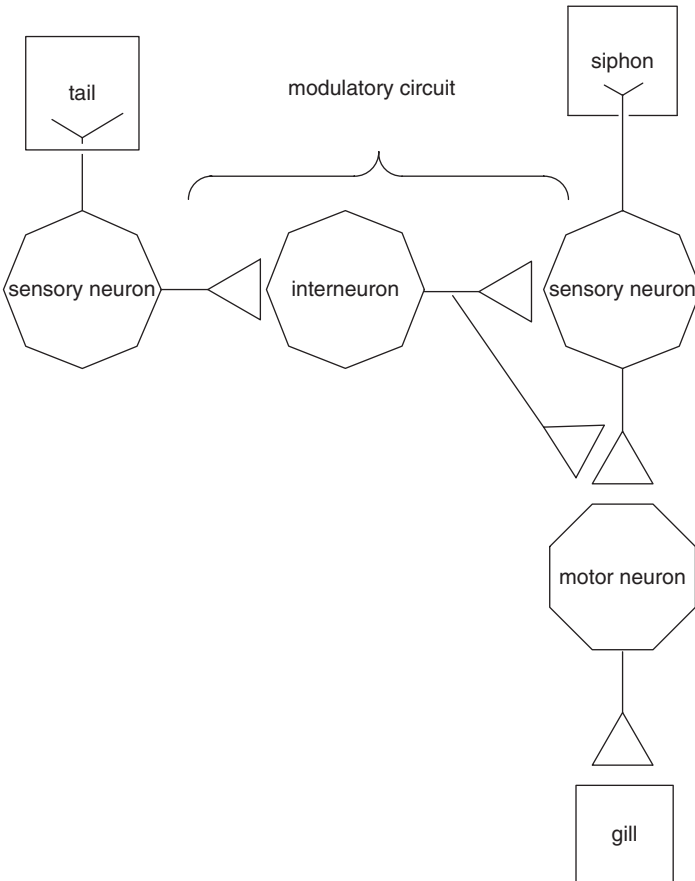 siphon
tail
modulatory circuit
sensory neuron
interneuron
sensory neuron
motor neuron
gill